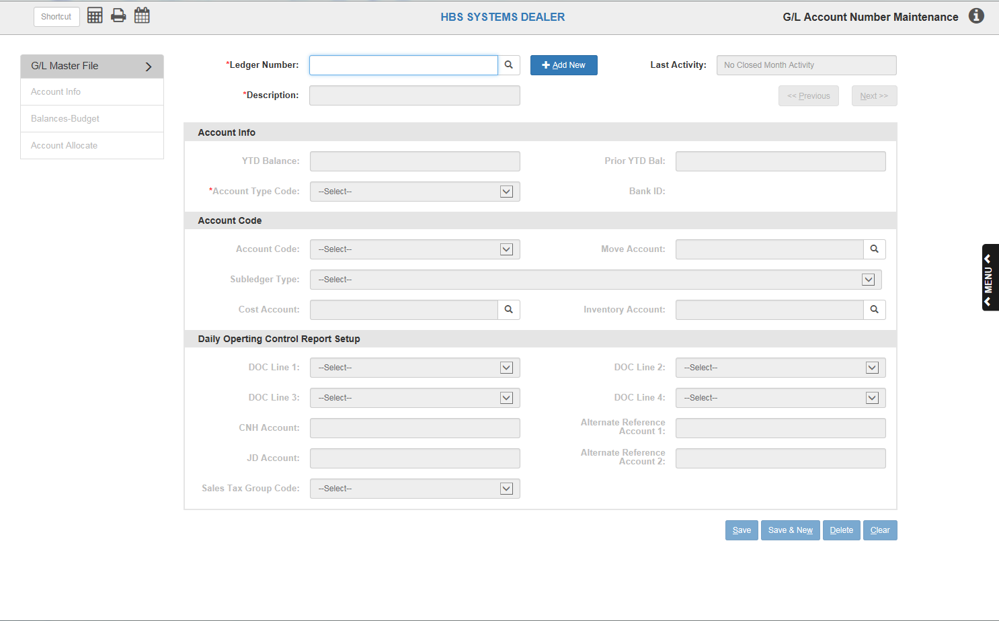 Shortcut
HBS SYSTEMS DEALER
G/L Account Number Maintenance
G/L Master File
Account Info
Balances-Budget
Account Allocate
*Ledger Number:
Add New
Last Activity: No Closed Month Activity
*Description:
<< Previous
Next >>
Account Info
YTD Balance:
Prior YTD Bal:
*Account Type Code: --Select--
Bank ID:
Account Code
Account Code: --Select--
Move Account:
Subledger Type: --Select--
Cost Account:
Inventory Account:
Daily Operting Control Report Setup
DOC Line 1: --Select--
DOC Line 2: --Select--
DOC Line 3: --Select--
DOC Line 4: --Select--
CNH Account:
Alternate Reference
Account 1:
JD Account:
Alternate Reference
Account 2:
Sales Tax Group Code: --Select--
Save
Save & New
Delete
Clear
MENU